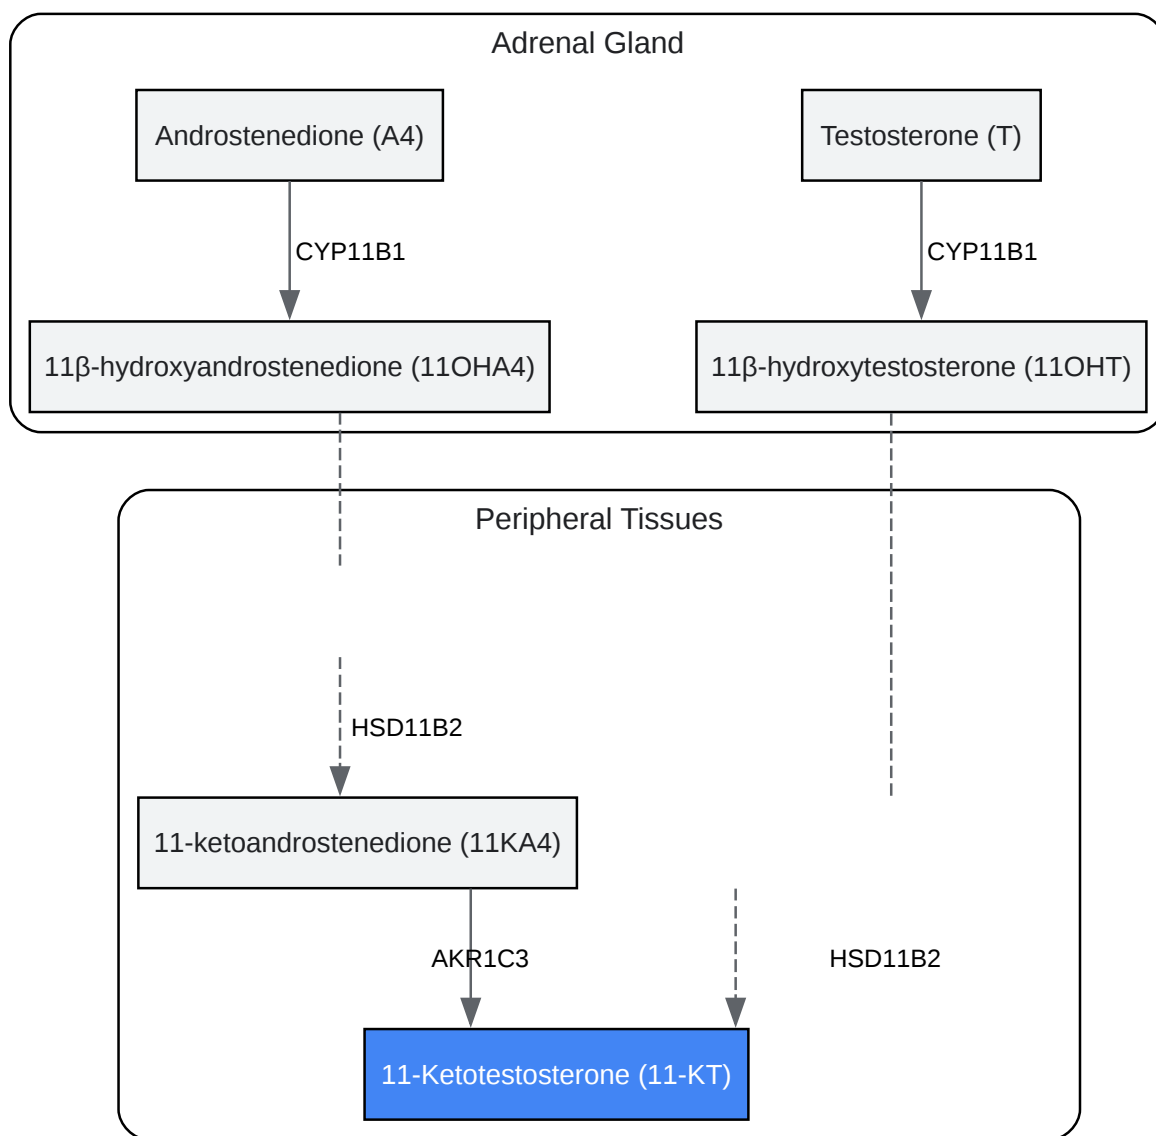 Adrenal Gland
Androstenedione (A4)
Testosterone (T)
CYP11B1
CYP11B1
11β-hydroxyandrostenedione (11OHA4)
11β-hydroxytestosterone (11OHT)
Peripheral Tissues
HSD11B2
11-ketoandrostenedione (11KA4)
AKR1C3
HSD11B2
11-Ketotestosterone (11-KT)